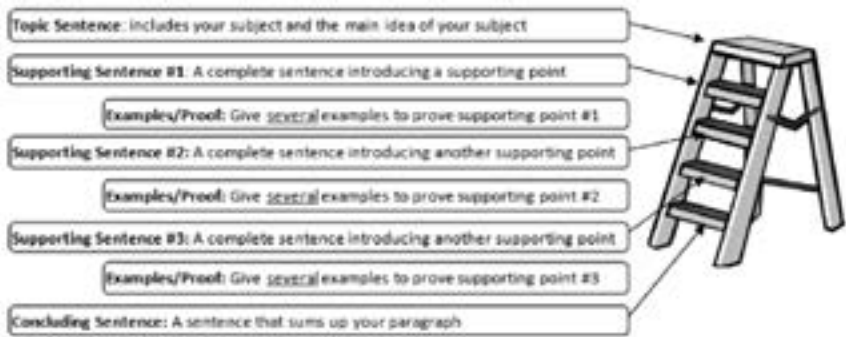 Topic Sentence: includes your subject and the main idea of your subject
Supporting Sentence #1: A complete sentence introducing a supporting point
Examples/Proof: Give several examples to prove supporting point #1
Supporting Sentence #2: A complete sentence introducing another supporting point
Examples/Proof: Give several examples to prove supporting point #2
Supporting Sentence #3: A complete sentence introducing another supporting point
Examples/Proof: Give several examples to prove supporting point #3
Concluding Sentence: A sentence that sums up your paragraph